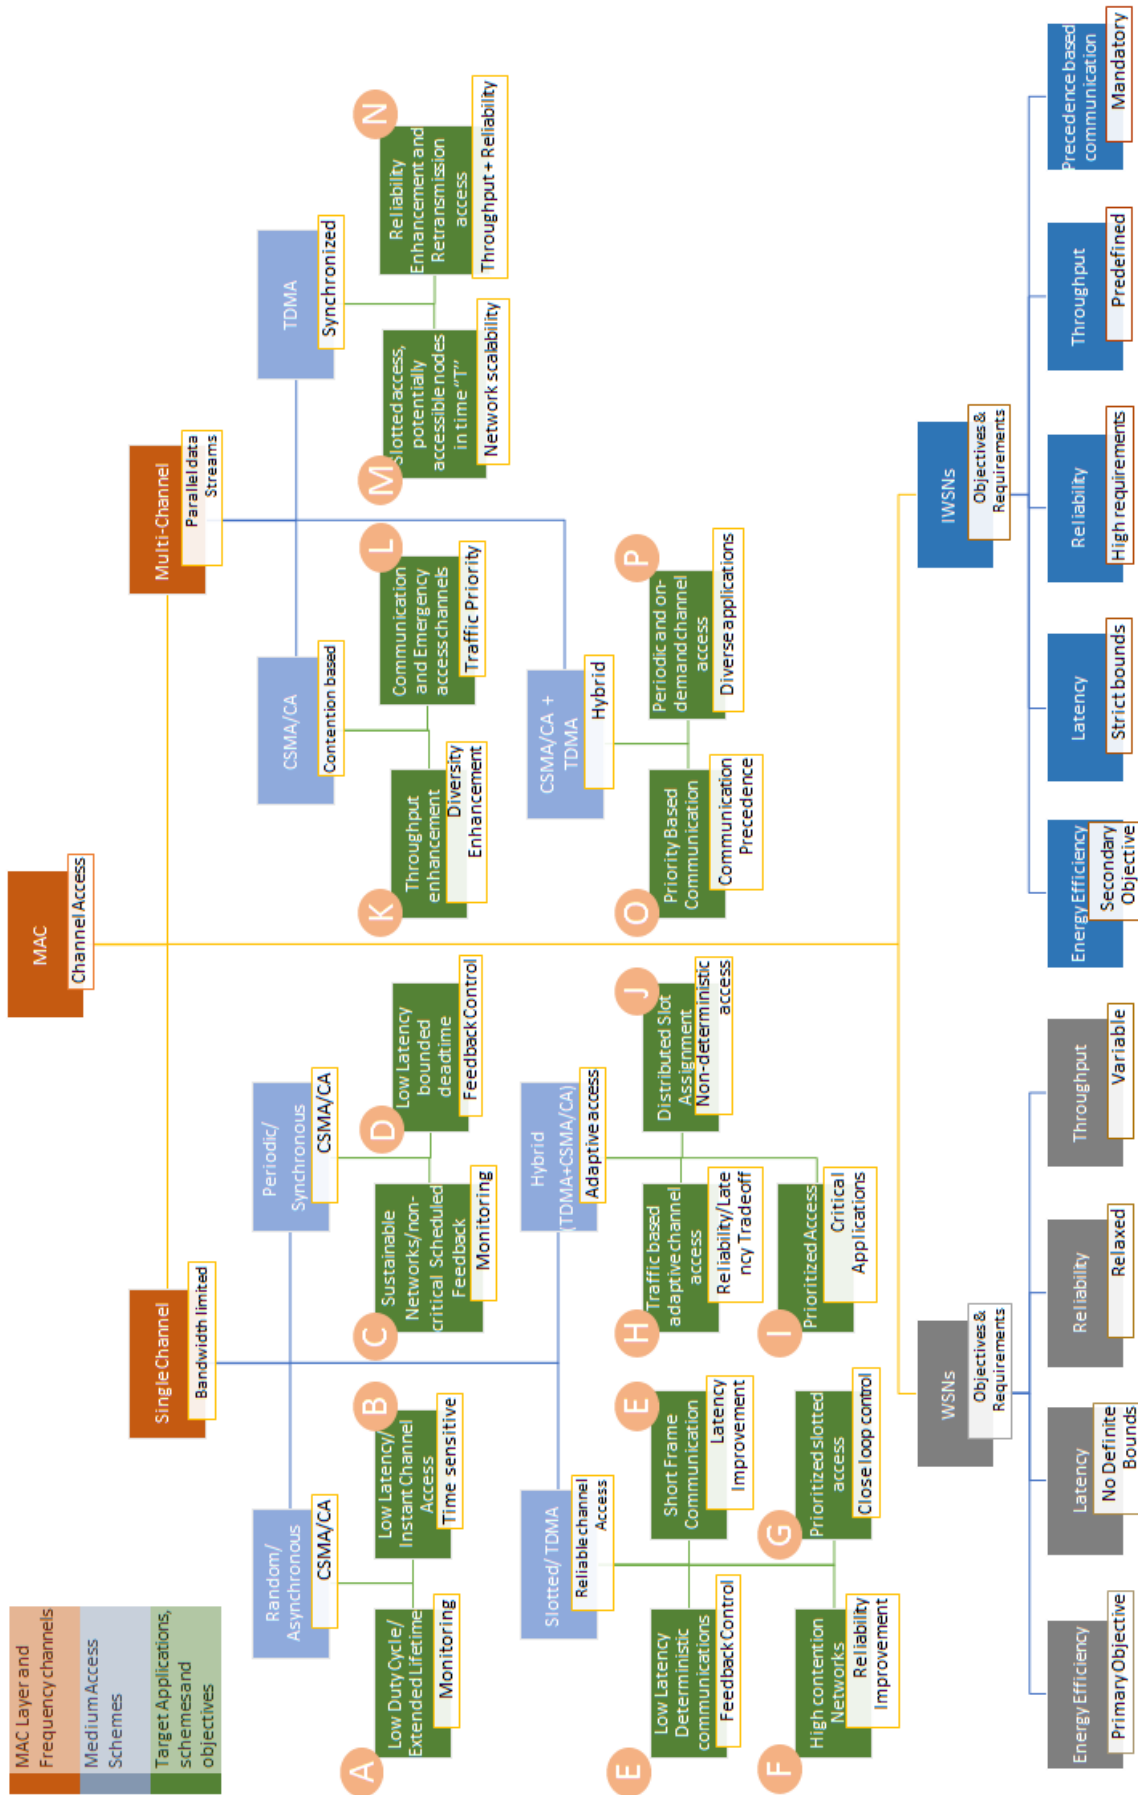 MAC Layer and
Frequency channels
Medium Access
Schemes
Target Applications,
schemes and
objectives
MAC
Channel Access
Single Channel
Bandwidth limited
Multi-Channel
Parallel data
Streams
Random/
Asynchronous
CSMA/CA
Periodic/
Synchronous
CSMA/CA
CSMA/CA
Contention based
TDMA
Synchronized
A
Low Duty Cycle/
Extended Lifetime
Monitoring
B
Low Latency/
Instant Channel
Access
Time sensitive
C
Sustainable
Networks/non-
critical Scheduled
Feedback
Monitoring
D
Low Latency
bounded
deadtime
Feedback Control
K
Throughput
enhancement
Diversity
Enhancement
L
Communication
and Emergency
access channels
Traffic Priority
M
Slotted access,
potentially
accessible nodes
in time "T"
Network scalability
N
Reliability
Enhancement and
Retransmission
access
Throughput + Reliability
Slotted/ TDMA
Reliable channel
Access
Hybrid
(TDMA+CSMA/CA)
Adaptive access
CSMA/CA +
TDMA
Hybrid
E
Low Latency
Deterministic
communications
Feedback Control
E
Short Frame
Communication
Latency
Improvement
F
High contention
Networks
Reliability
Improvement
G
Prioritized slotted
access
Close loop control
H
Traffic based
adaptive channel
access
Reliability/Late
ncy Tradeoff
I
Prioritized Access
Critical
Applications
J
Distributed Slot
Assignment
Non-deterministic
access
O
Priority Based
Communication
Communication
Precedence
P
Periodic and on-
demand channel
access
Diverse applications
WSNs
Objectives &
Requirements
IWSNs
Objectives &
Requirements
Energy Efficiency
Primary Objective
Latency
No Definite
Bounds
Reliability
Relaxed
Throughput
Variable
Energy Efficiency
Secondary
Objective
Latency
Strict bounds
Reliability
High requirements
Throughput
Predefined
Precedence based
communication
Mandatory